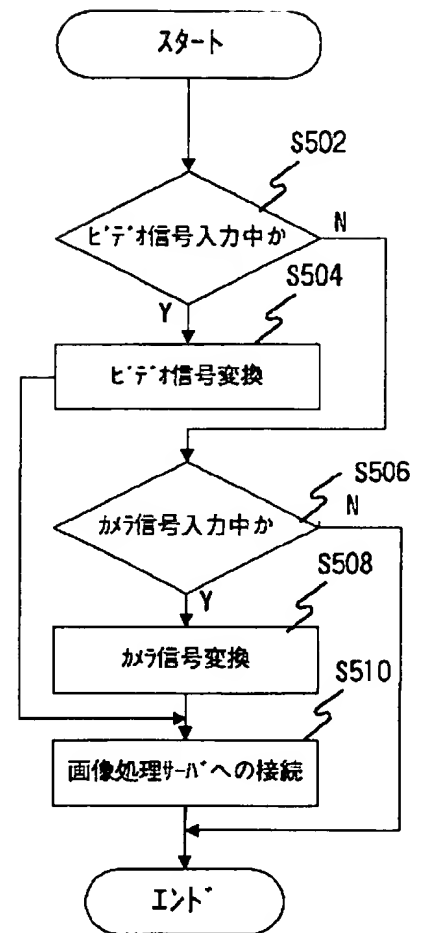 スタート
S502
ビデオ信号入力中か
N
S504
Y
ビデオ信号変換
S506
カメラ信号入力中か
N
S508
Y
カメラ信号変換
S510
画像処理サーバへの接続
エンド